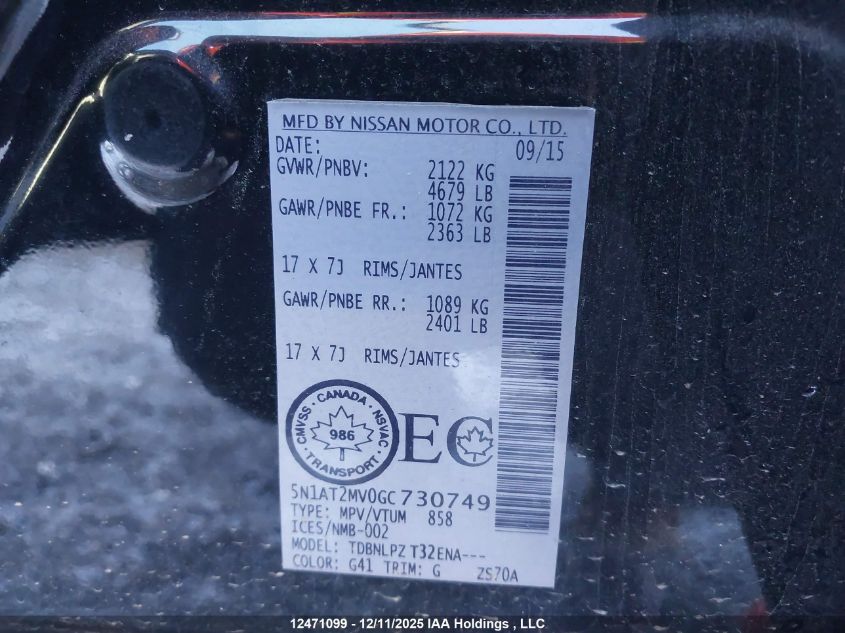 MFD BY NISSAN MOTOR CO., LTD.
DATE: 09/15
GVWR/PNBV: 2122 KG
4679 LB
GAWR/PNBE FR.: 1072 KG
2363 LB
17 X 7J RIMS/JANTES
GAWR/PNBE RR.: 1089 KG
2401 LB
17 X 7J RIMS/JANTES
CANADA
CMVSS · NSVAC
986
TRANSPORT
EC
5N1AT2MV0GC730749
TYPE: MPV/VTUM 858
ICES/NMB-002
MODEL: TDBNLPZ T32ENA---
COLOR: G41 TRIM: G ZS70A
12471099 - 12/11/2025 IAA Holdings , LLC